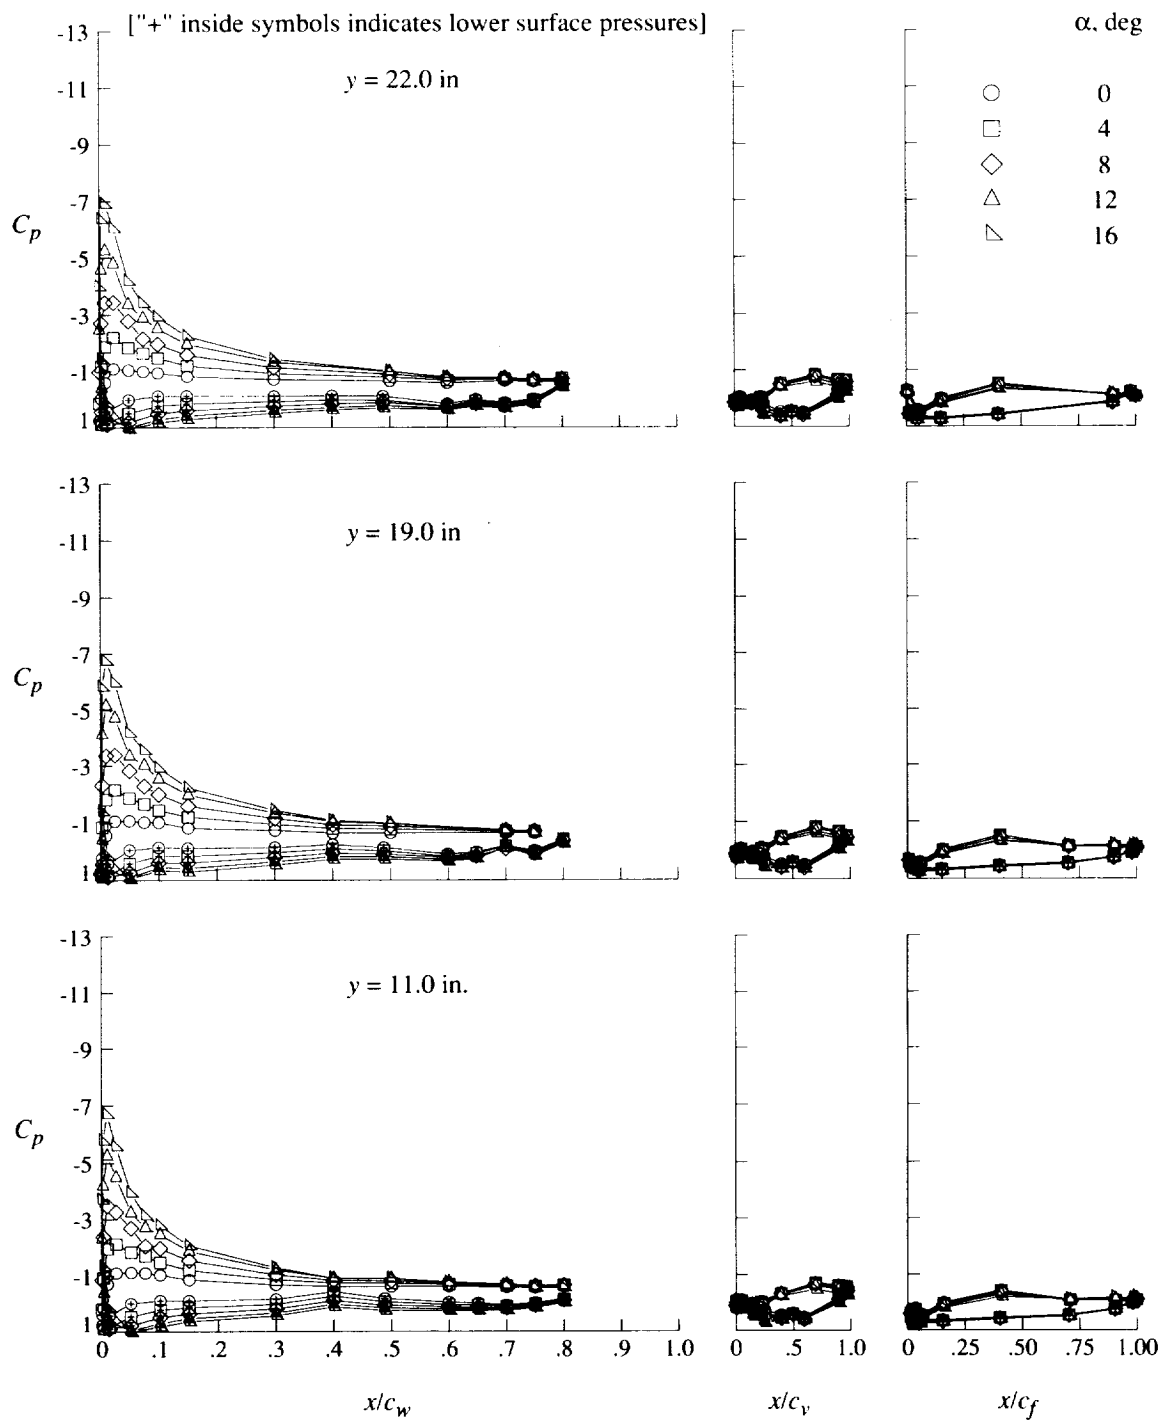 ["+" inside symbols indicates lower surface pressures]
α, deg
-13
-11
-9
-7
-5
-3
-1
1
Cp
y = 22.0 in
0
4
8
12
16
-13
-11
-9
-7
-5
-3
-1
1
Cp
y = 19.0 in
-13
-11
-9
-7
-5
-3
-1
1
Cp
y = 11.0 in.
0 .1 .2 .3 .4 .5 .6 .7 .8 .9 1.0
0 .5 1.0
0 .25 .50 .75 1.00
x/cw
x/cv
x/cf